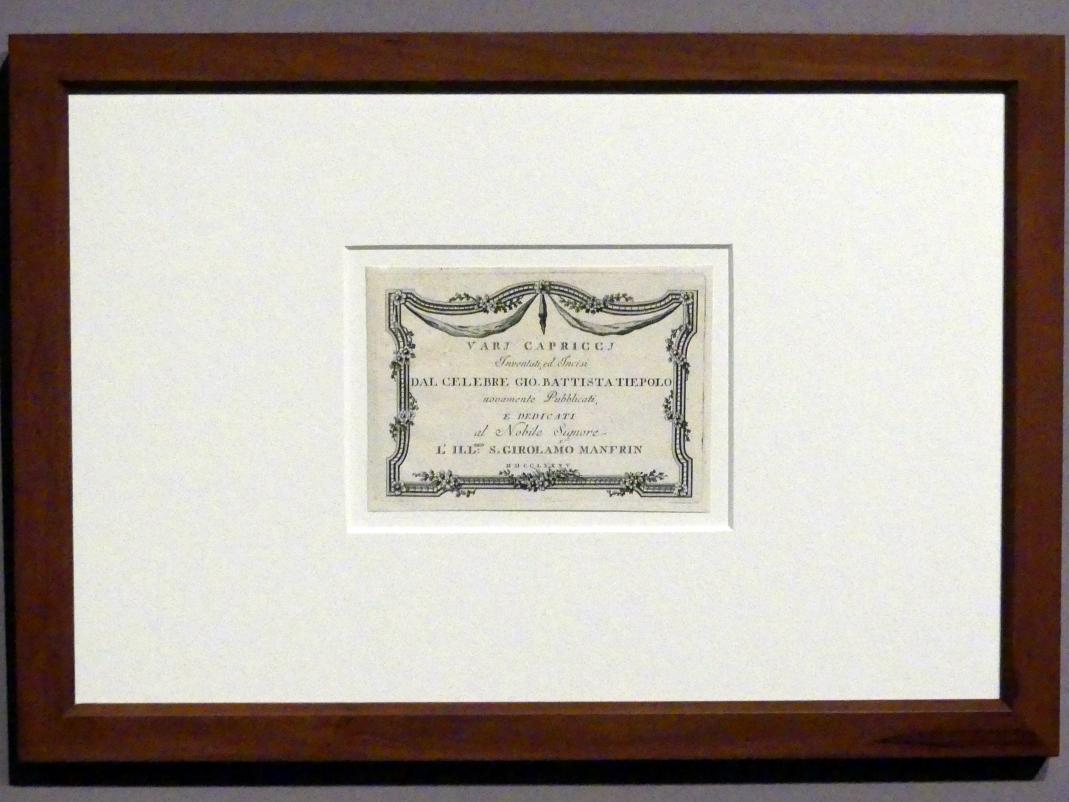 VARJ CAPRICCJ
Inventati, ed Incisi
DAL CELEBRE GIO. BATTISTA TIEPOLO
novamente Pubblicati,
E DEDICATI
al Nobile Signore
L'ILL.MO S. GIROLAMO MANFRIN
MDCCLXXXV